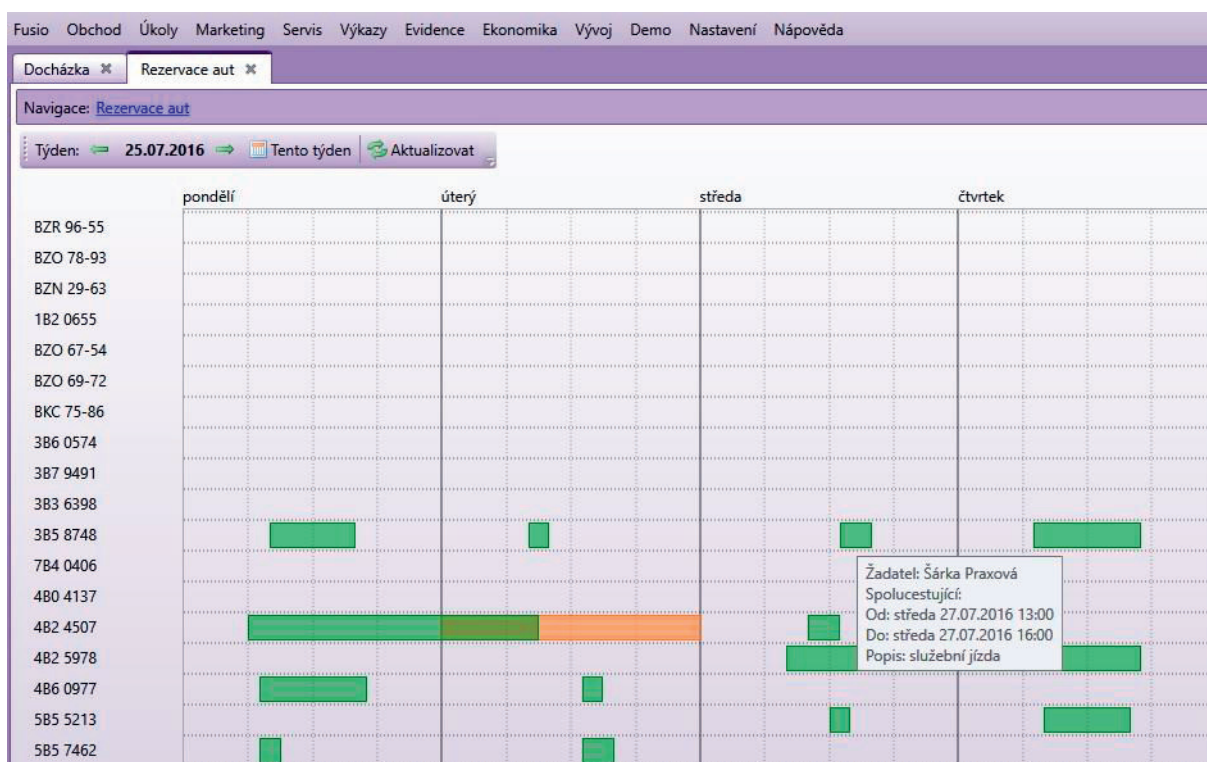 Fusio Obchod Úkoly Marketing Servis Výkazy Evidence Ekonomika Vývoj Demo Nastavení Nápověda
Docházka Rezervace aut
Navigace: Rezervace aut
Týden: 25.07.2016 Tento týden Aktualizovat
pondělí úterý středa čtvrtek
BZR 96-55
BZO 78-93
BZN 29-63
1B2 0655
BZO 67-54
BZO 69-72
BKC 75-86
3B6 0574
3B7 9491
3B3 6398
3B5 8748
7B4 0406
4B0 4137
4B2 4507
4B2 5978
4B6 0977
5B5 5213
5B5 7462
Žadatel: Šárka Praxová
Spolucestující:
Od: středa 27.07.2016 13:00
Do: středa 27.07.2016 16:00
Popis: služební jízda